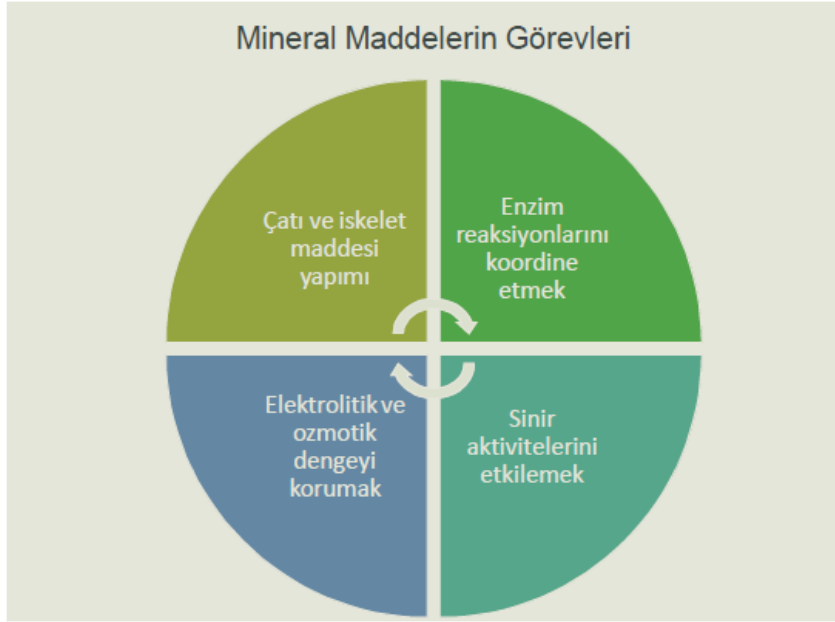 Mineral Maddelerin Görevleri
Çatı ve iskelet
maddesi
yapımı
Enzim
reaksiyonlarını
koordine
etmek
Elektrolitik ve
ozmotik
dengeyi
korumak
Sinir
aktivitelerini
etkilemek